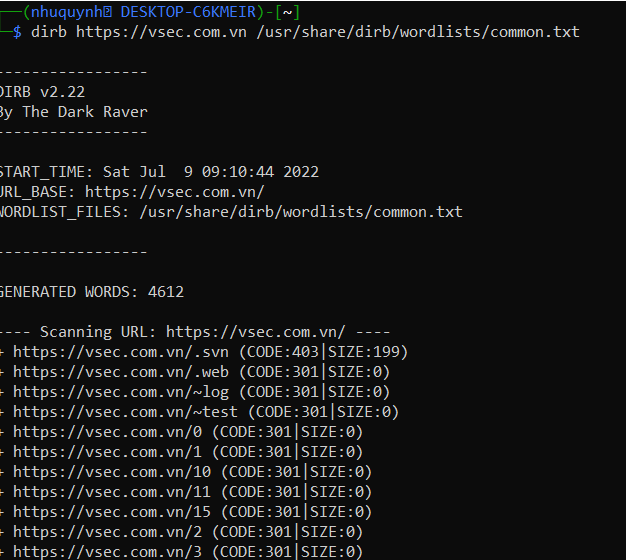 (nhuquynh㉿ DESKTOP-C6KMEIR)-[~]
$ dirb https://vsec.com.vn /usr/share/dirb/wordlists/common.txt
-----------------
DIRB v2.22
By The Dark Raver
-----------------
START_TIME: Sat Jul  9 09:10:44 2022
URL_BASE: https://vsec.com.vn/
WORDLIST_FILES: /usr/share/dirb/wordlists/common.txt
-----------------
GENERATED WORDS: 4612
---- Scanning URL: https://vsec.com.vn/ ----
+ https://vsec.com.vn/.svn (CODE:403|SIZE:199)
+ https://vsec.com.vn/.web (CODE:301|SIZE:0)
+ https://vsec.com.vn/~log (CODE:301|SIZE:0)
+ https://vsec.com.vn/~test (CODE:301|SIZE:0)
+ https://vsec.com.vn/0 (CODE:301|SIZE:0)
+ https://vsec.com.vn/1 (CODE:301|SIZE:0)
+ https://vsec.com.vn/10 (CODE:301|SIZE:0)
+ https://vsec.com.vn/11 (CODE:301|SIZE:0)
+ https://vsec.com.vn/15 (CODE:301|SIZE:0)
+ https://vsec.com.vn/2 (CODE:301|SIZE:0)
+ https://vsec.com.vn/3 (CODE:301|SIZE:0)